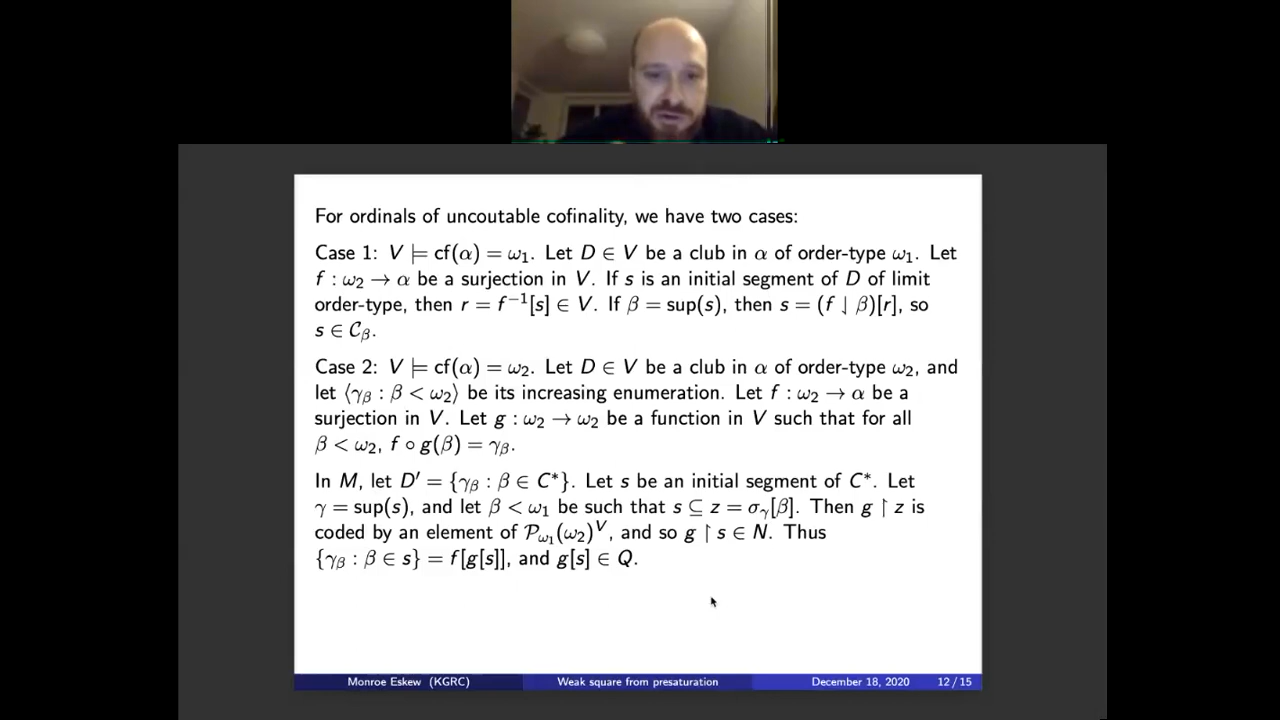 For ordinals of uncoutable cofinality, we have two cases:
Case 1: V ⊨ cf(α) = ω₁. Let D ∈ V be a club in α of order-type ω₁. Let
f : ω₂ → α be a surjection in V. If s is an initial segment of D of limit
order-type, then r = f⁻¹[s] ∈ V. If β = sup(s), then s = (f ⇃ β)[r], so
s ∈ 𝒞_β.
Case 2: V ⊨ cf(α) = ω₂. Let D ∈ V be a club in α of order-type ω₂, and
let ⟨γ_β : β < ω₂⟩ be its increasing enumeration. Let f : ω₂ → α be a
surjection in V. Let g : ω₂ → ω₂ be a function in V such that for all
β < ω₂, f ∘ g(β) = γ_β.
In M, let D′ = {γ_β : β ∈ C*}. Let s be an initial segment of C*. Let
γ = sup(s), and let β < ω₁ be such that s ⊆ z = σ_γ[β]. Then g ↾ z is
coded by an element of 𝒫_ω₁(ω₂)^V, and so g ↾ s ∈ N. Thus
{γ_β : β ∈ s} = f[g[s]], and g[s] ∈ Q.
Monroe Eskew (KGRC) Weak square from presaturation December 18, 2020 12 / 15